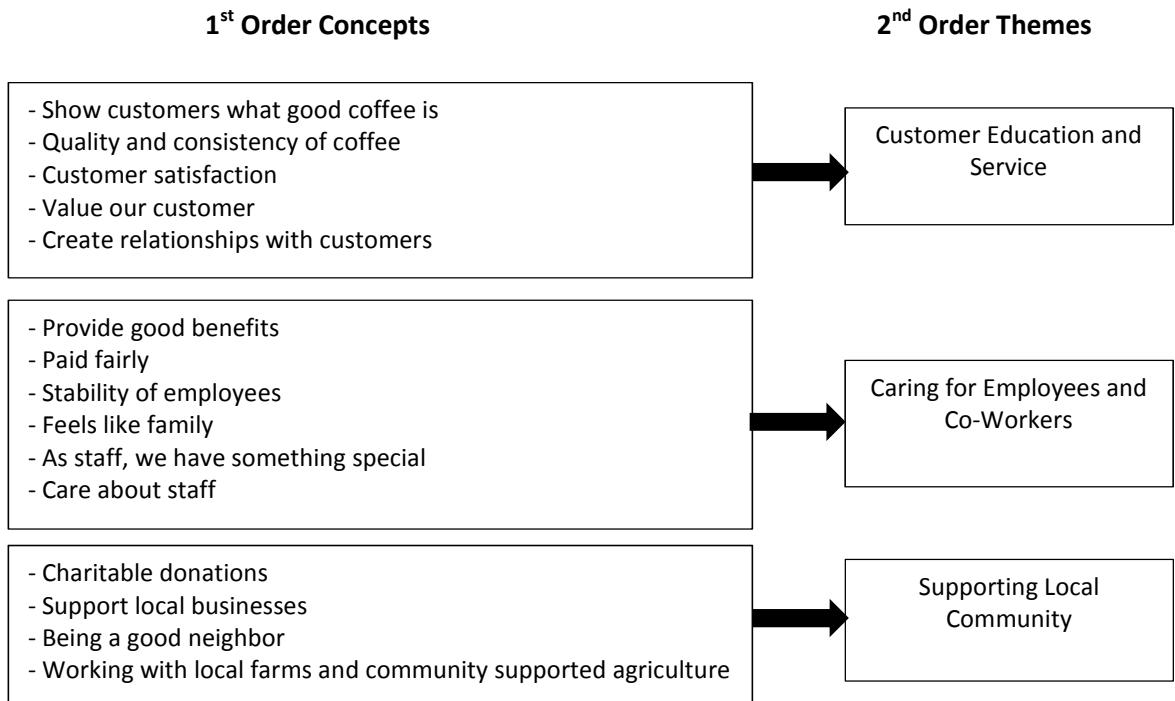 1st Order Concepts
2nd Order Themes
- Show customers what good coffee is
- Quality and consistency of coffee
- Customer satisfaction
- Value our customer
- Create relationships with customers
Customer Education and
Service
- Provide good benefits
- Paid fairly
- Stability of employees
- Feels like family
- As staff, we have something special
- Care about staff
Caring for Employees and
Co-Workers
- Charitable donations
- Support local businesses
- Being a good neighbor
- Working with local farms and community supported agriculture
Supporting Local
Community